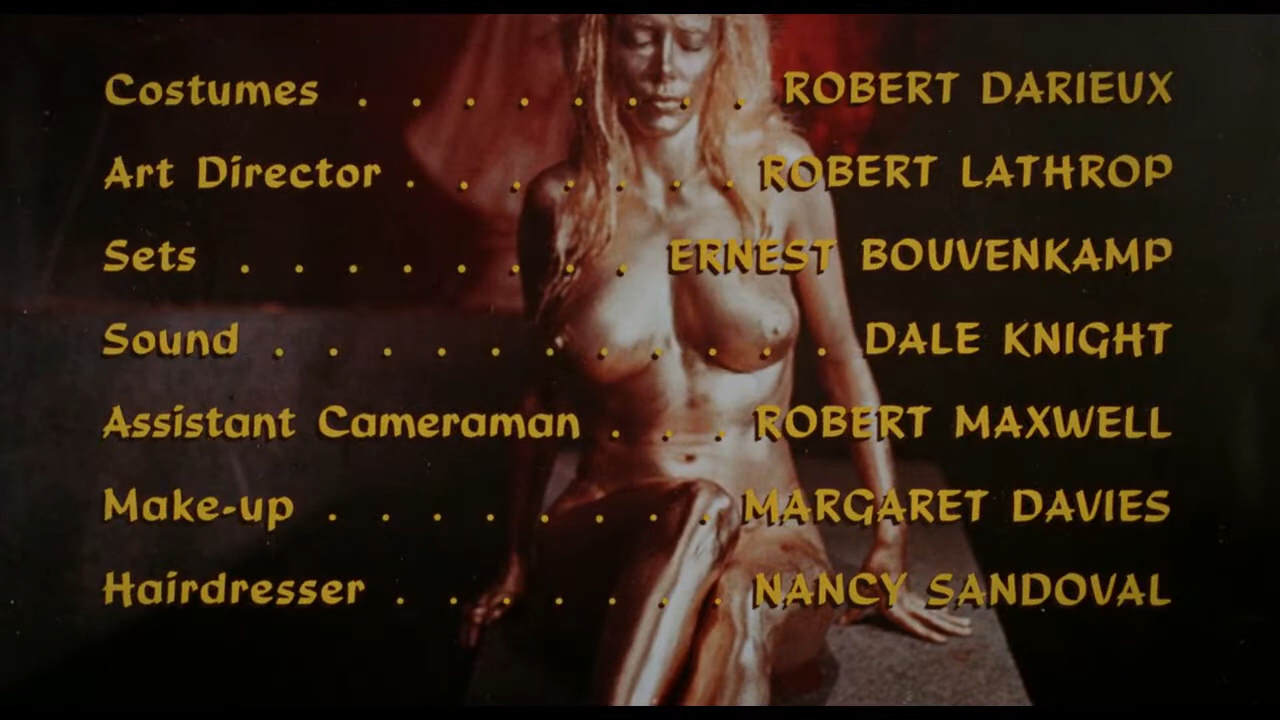 Costumes . . . . . . . . ROBERT DARIEUX
Art Director . . . . . . . ROBERT LATHROP
Sets . . . . . . . . ERNEST BOUVENKAMP
Sound . . . . . . . . . . . DALE KNIGHT
Assistant Cameraman . . . ROBERT MAXWELL
Make-up . . . . . . . . MARGARET DAVIES
Hairdresser . . . . . . . NANCY SANDOVAL